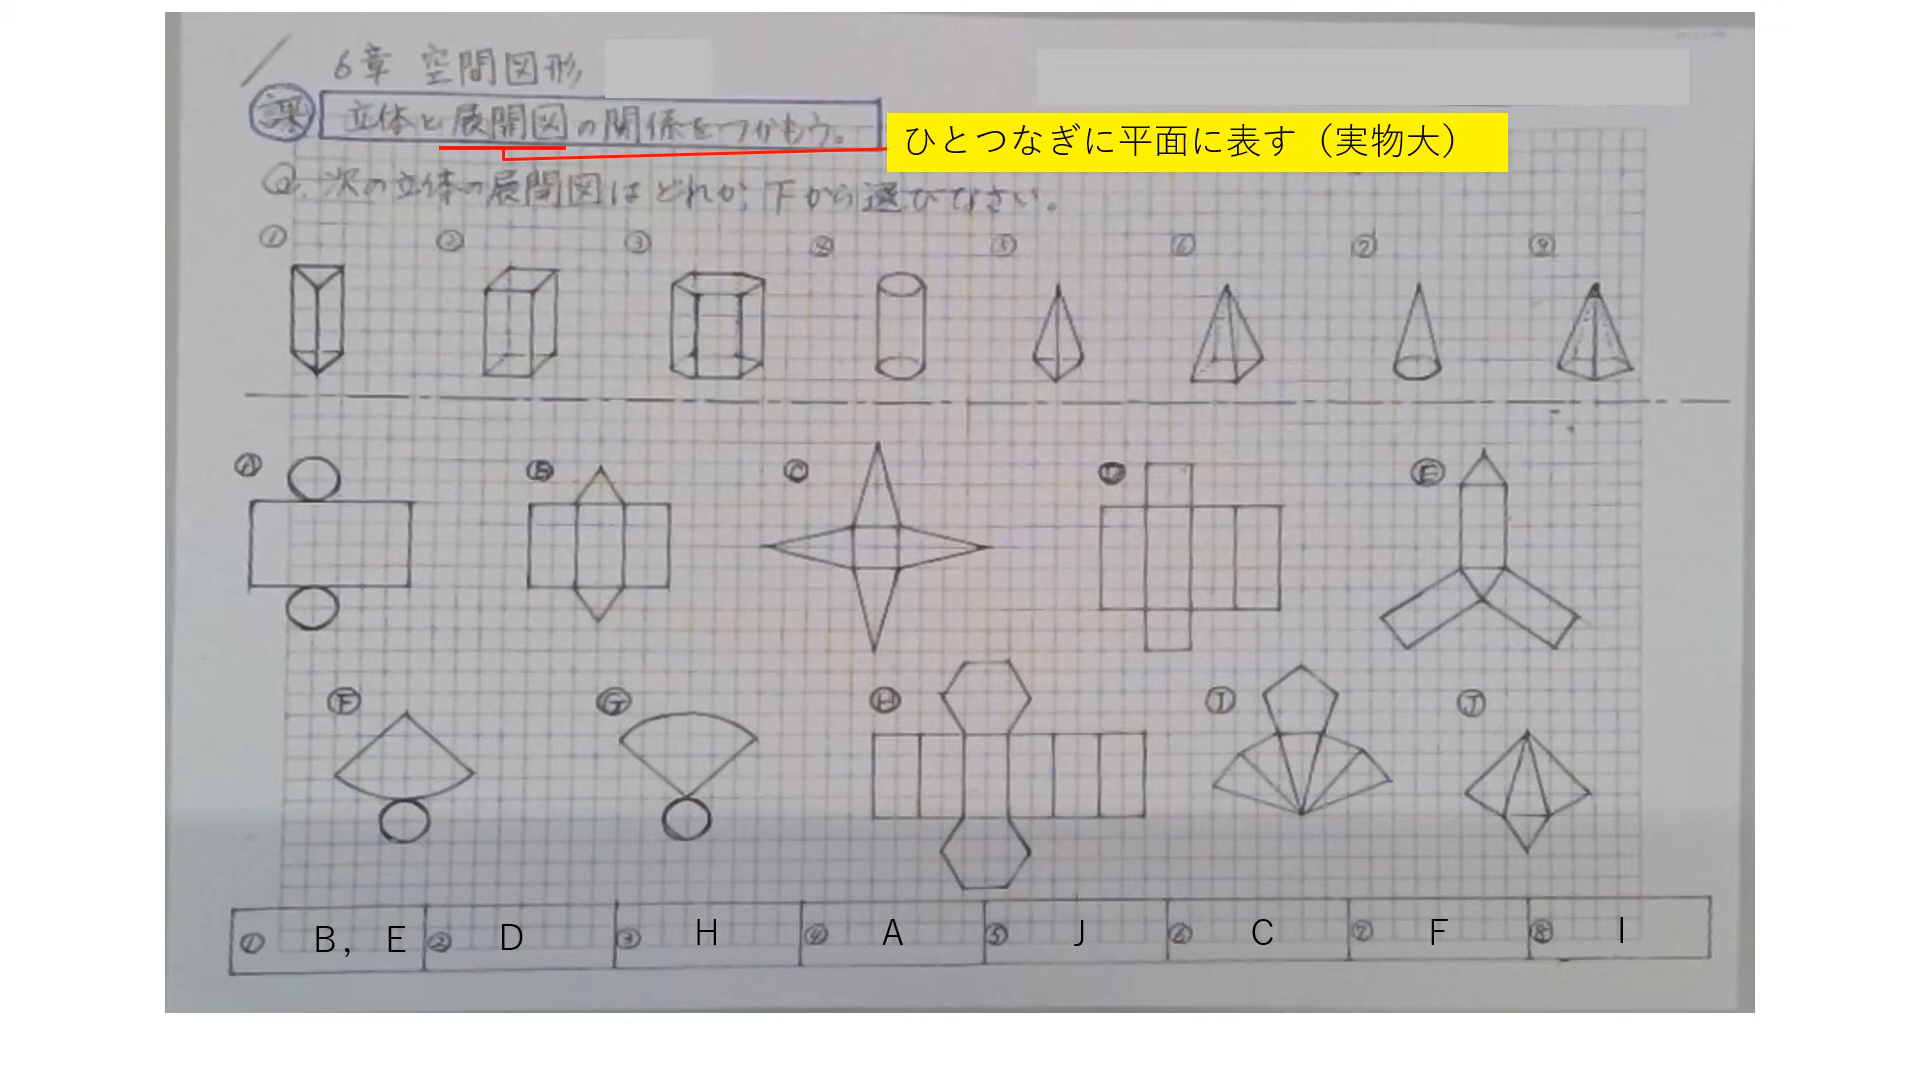 6章 空間図形
課 立体と展開図の関係をつかもう。
ひとつなぎに平面に表す（実物大）
Q. 次の立体の展開図はどれか、下から選びなさい。
① ② ③ ④ ⑤ ⑥ ⑦ ⑧
Ⓐ Ⓑ Ⓒ Ⓓ Ⓔ
Ⓕ Ⓖ Ⓗ Ⓘ Ⓙ
① B，E ② D ③ H ④ A ⑤ J ⑥ C ⑦ F ⑧ I